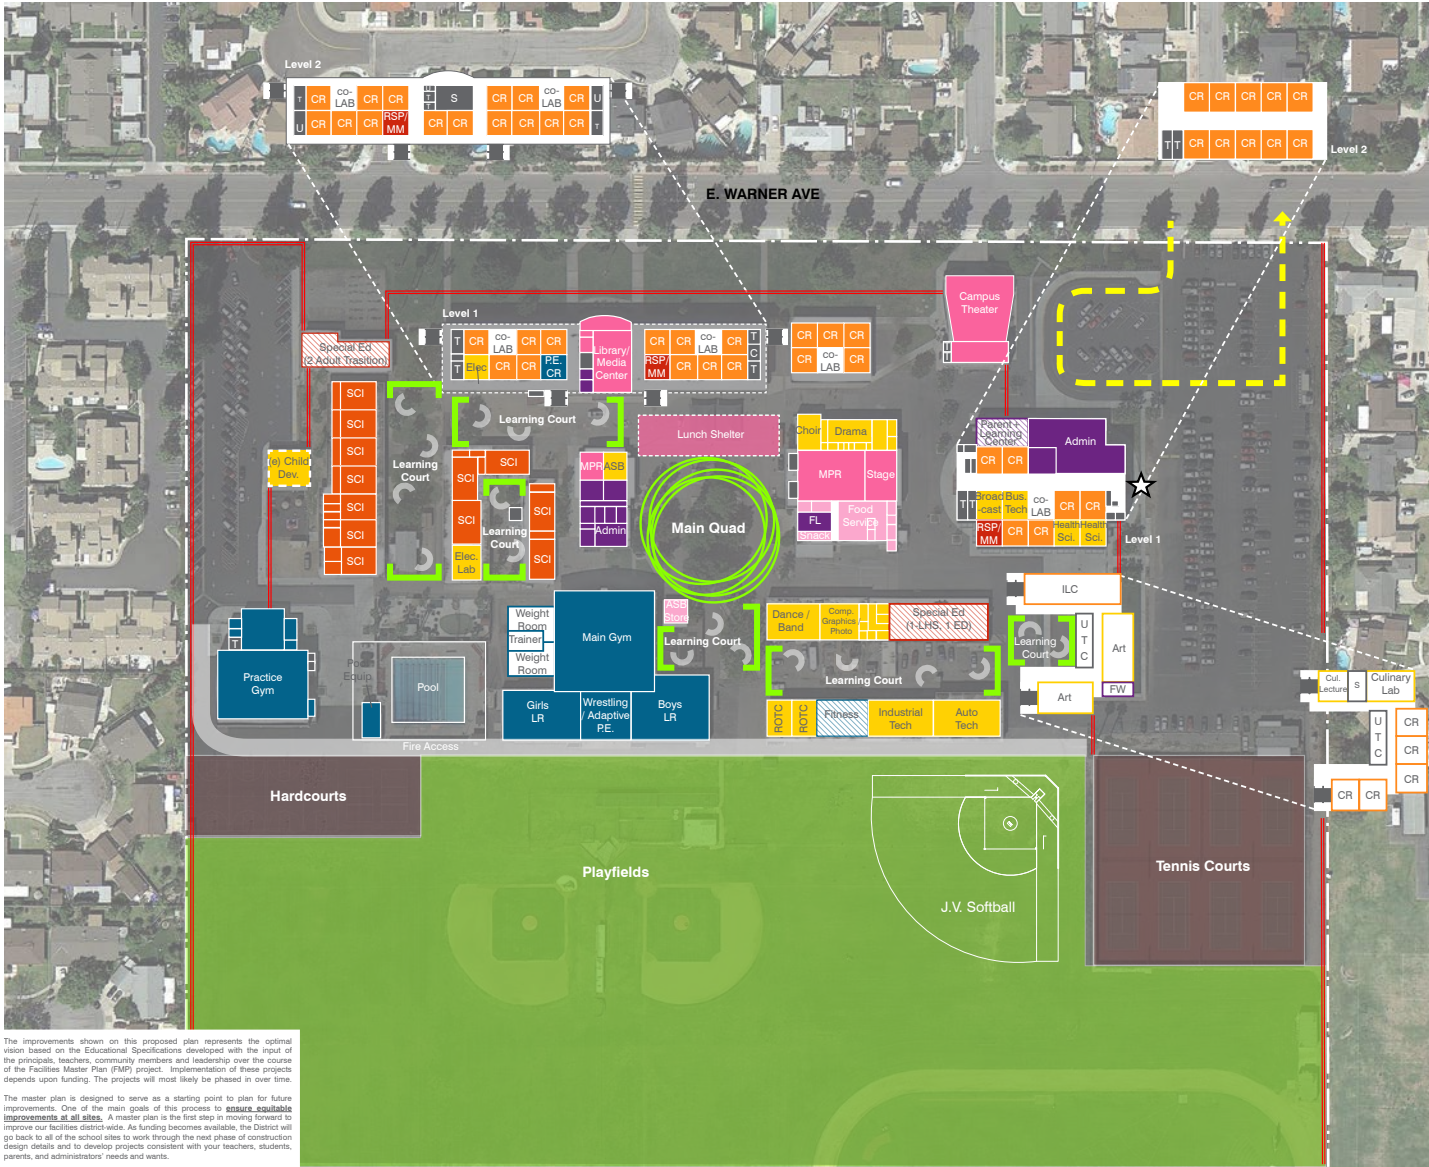 Level 2
T CR co-LAB CR CR U T T S CR CR co-LAB CR U
U CR CR CR RSP/MM CR CR CR CR CR CR T
CR CR CR CR CR
T T CR CR CR CR CR
Level 2
E. WARNER AVE
Campus
Theater
Level 1
T CR co-LAB CR CR
T Elec CR CR P.E. CR
Library/
Media
Center
CR CR co-LAB CR T
C
RSP/MM CR CR CR T
CR CR CR
CR co-LAB CR
Special Ed
(2 Adult Trasition)
SCI
SCI
SCI
SCI
SCI
SCI
SCI
(e) Child
Dev.
Learning
Court
Learning Court
Lunch Shelter
SCI
SCI
SCI
Elec.
Lab
Learning
Court
SCI
SCI
MPR ASB
Admin
Main Quad
Choir Drama
MPR Stage
FL
Snack
Food
Service
Parent+
Learning
Center
Admin
CR CR
T T Broad
-cast
Bus.
Tech
co-LAB CR CR
RSP/MM CR CR Health
Sci.
Health
Sci.
Level 1
ILC
Learning
Court
U
T
C
Art
FW
Art
Cul.
Lecture
S Culinary
Lab
U
T
C
CR
CR
CR
CR CR
Practice
Gym
T
Pool
Equip.
Pool
Fire Access
Weight
Room
Trainer
Weight
Room
Main Gym
Girls
LR
Wrestling
/ Adaptive
P.E.
Boys
LR
ASB
Store
Learning Court
Dance /
Band
Comp.
Graphics /
Photo
Special Ed
(1-LHS, 1 ED)
Learning Court
ROTC
ROTC
Fitness
Industrial
Tech
Auto
Tech
Hardcourts
Playfields
J.V. Softball
Tennis Courts
The improvements shown on this proposed plan represents the optimal
vision based on the Educational Specifications developed with the input of
the principals, teachers, community members and leadership over the course
of the Facilities Master Plan (FMP) project. Implementation of these projects
depends upon funding. The projects will most likely be phased in over time.
The master plan is designed to serve as a starting point to plan for future
improvements. One of the main goals of this process to ensure equitable
improvements at all sites. A master plan is the first step in moving forward to
improve our facilities district-wide. As funding becomes available, the District will
go back to all of the school sites to work through the next phase of construction
design details and to develop projects consistent with your teachers, students,
parents, and administrators' needs and wants.